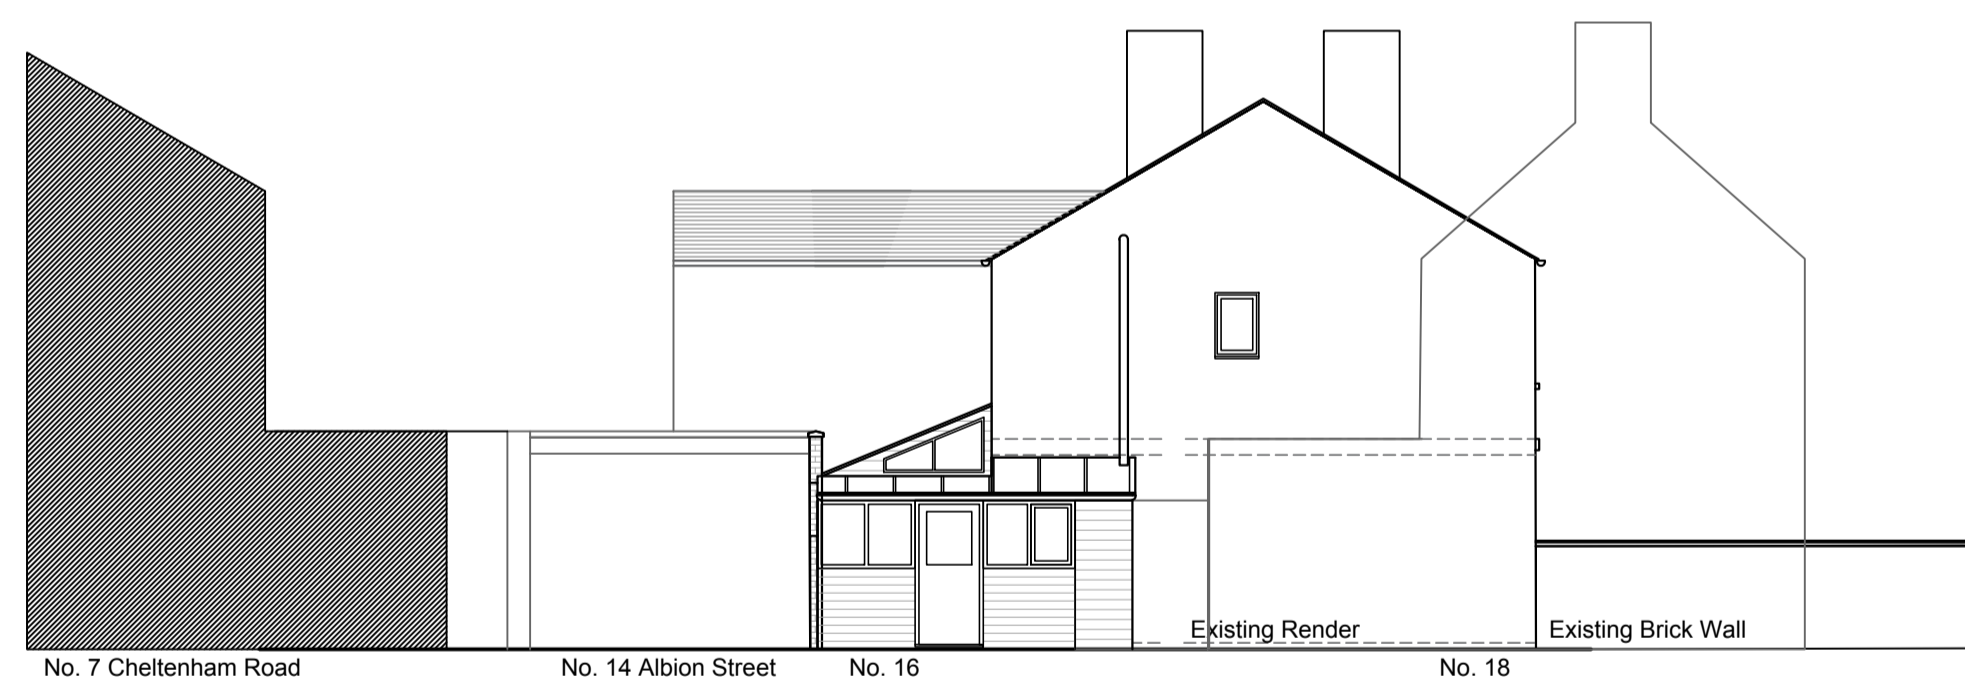 Existing Render
Existing Brick Wall
No. 7 Cheltenham Road
No. 14 Albion Street
No. 16
No. 18